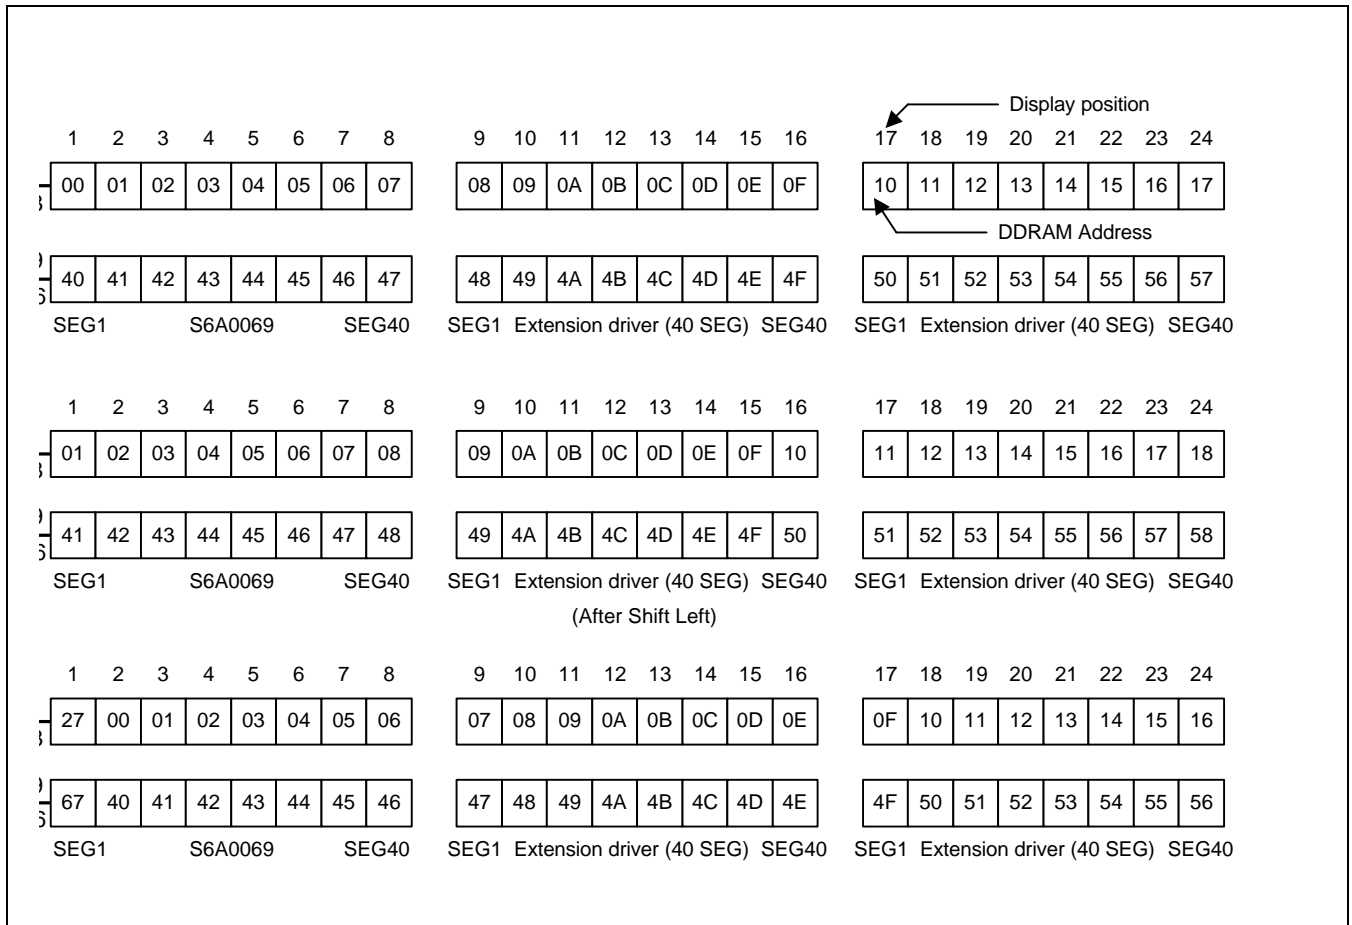 Display position
1 2 3 4 5 6 7 8 9 10 11 12 13 14 15 16 17 18 19 20 21 22 23 24
00 01 02 03 04 05 06 07 08 09 0A 0B 0C 0D 0E 0F 10 11 12 13 14 15 16 17
DDRAM Address
40 41 42 43 44 45 46 47 48 49 4A 4B 4C 4D 4E 4F 50 51 52 53 54 55 56 57
SEG1 S6A0069 SEG40 SEG1 Extension driver (40 SEG) SEG40 SEG1 Extension driver (40 SEG) SEG40
1 2 3 4 5 6 7 8 9 10 11 12 13 14 15 16 17 18 19 20 21 22 23 24
01 02 03 04 05 06 07 08 09 0A 0B 0C 0D 0E 0F 10 11 12 13 14 15 16 17 18
41 42 43 44 45 46 47 48 49 4A 4B 4C 4D 4E 4F 50 51 52 53 54 55 56 57 58
SEG1 S6A0069 SEG40 SEG1 Extension driver (40 SEG) SEG40 SEG1 Extension driver (40 SEG) SEG40
(After Shift Left)
1 2 3 4 5 6 7 8 9 10 11 12 13 14 15 16 17 18 19 20 21 22 23 24
27 00 01 02 03 04 05 06 07 08 09 0A 0B 0C 0D 0E 0F 10 11 12 13 14 15 16
67 40 41 42 43 44 45 46 47 48 49 4A 4B 4C 4D 4E 4F 50 51 52 53 54 55 56
SEG1 S6A0069 SEG40 SEG1 Extension driver (40 SEG) SEG40 SEG1 Extension driver (40 SEG) SEG40